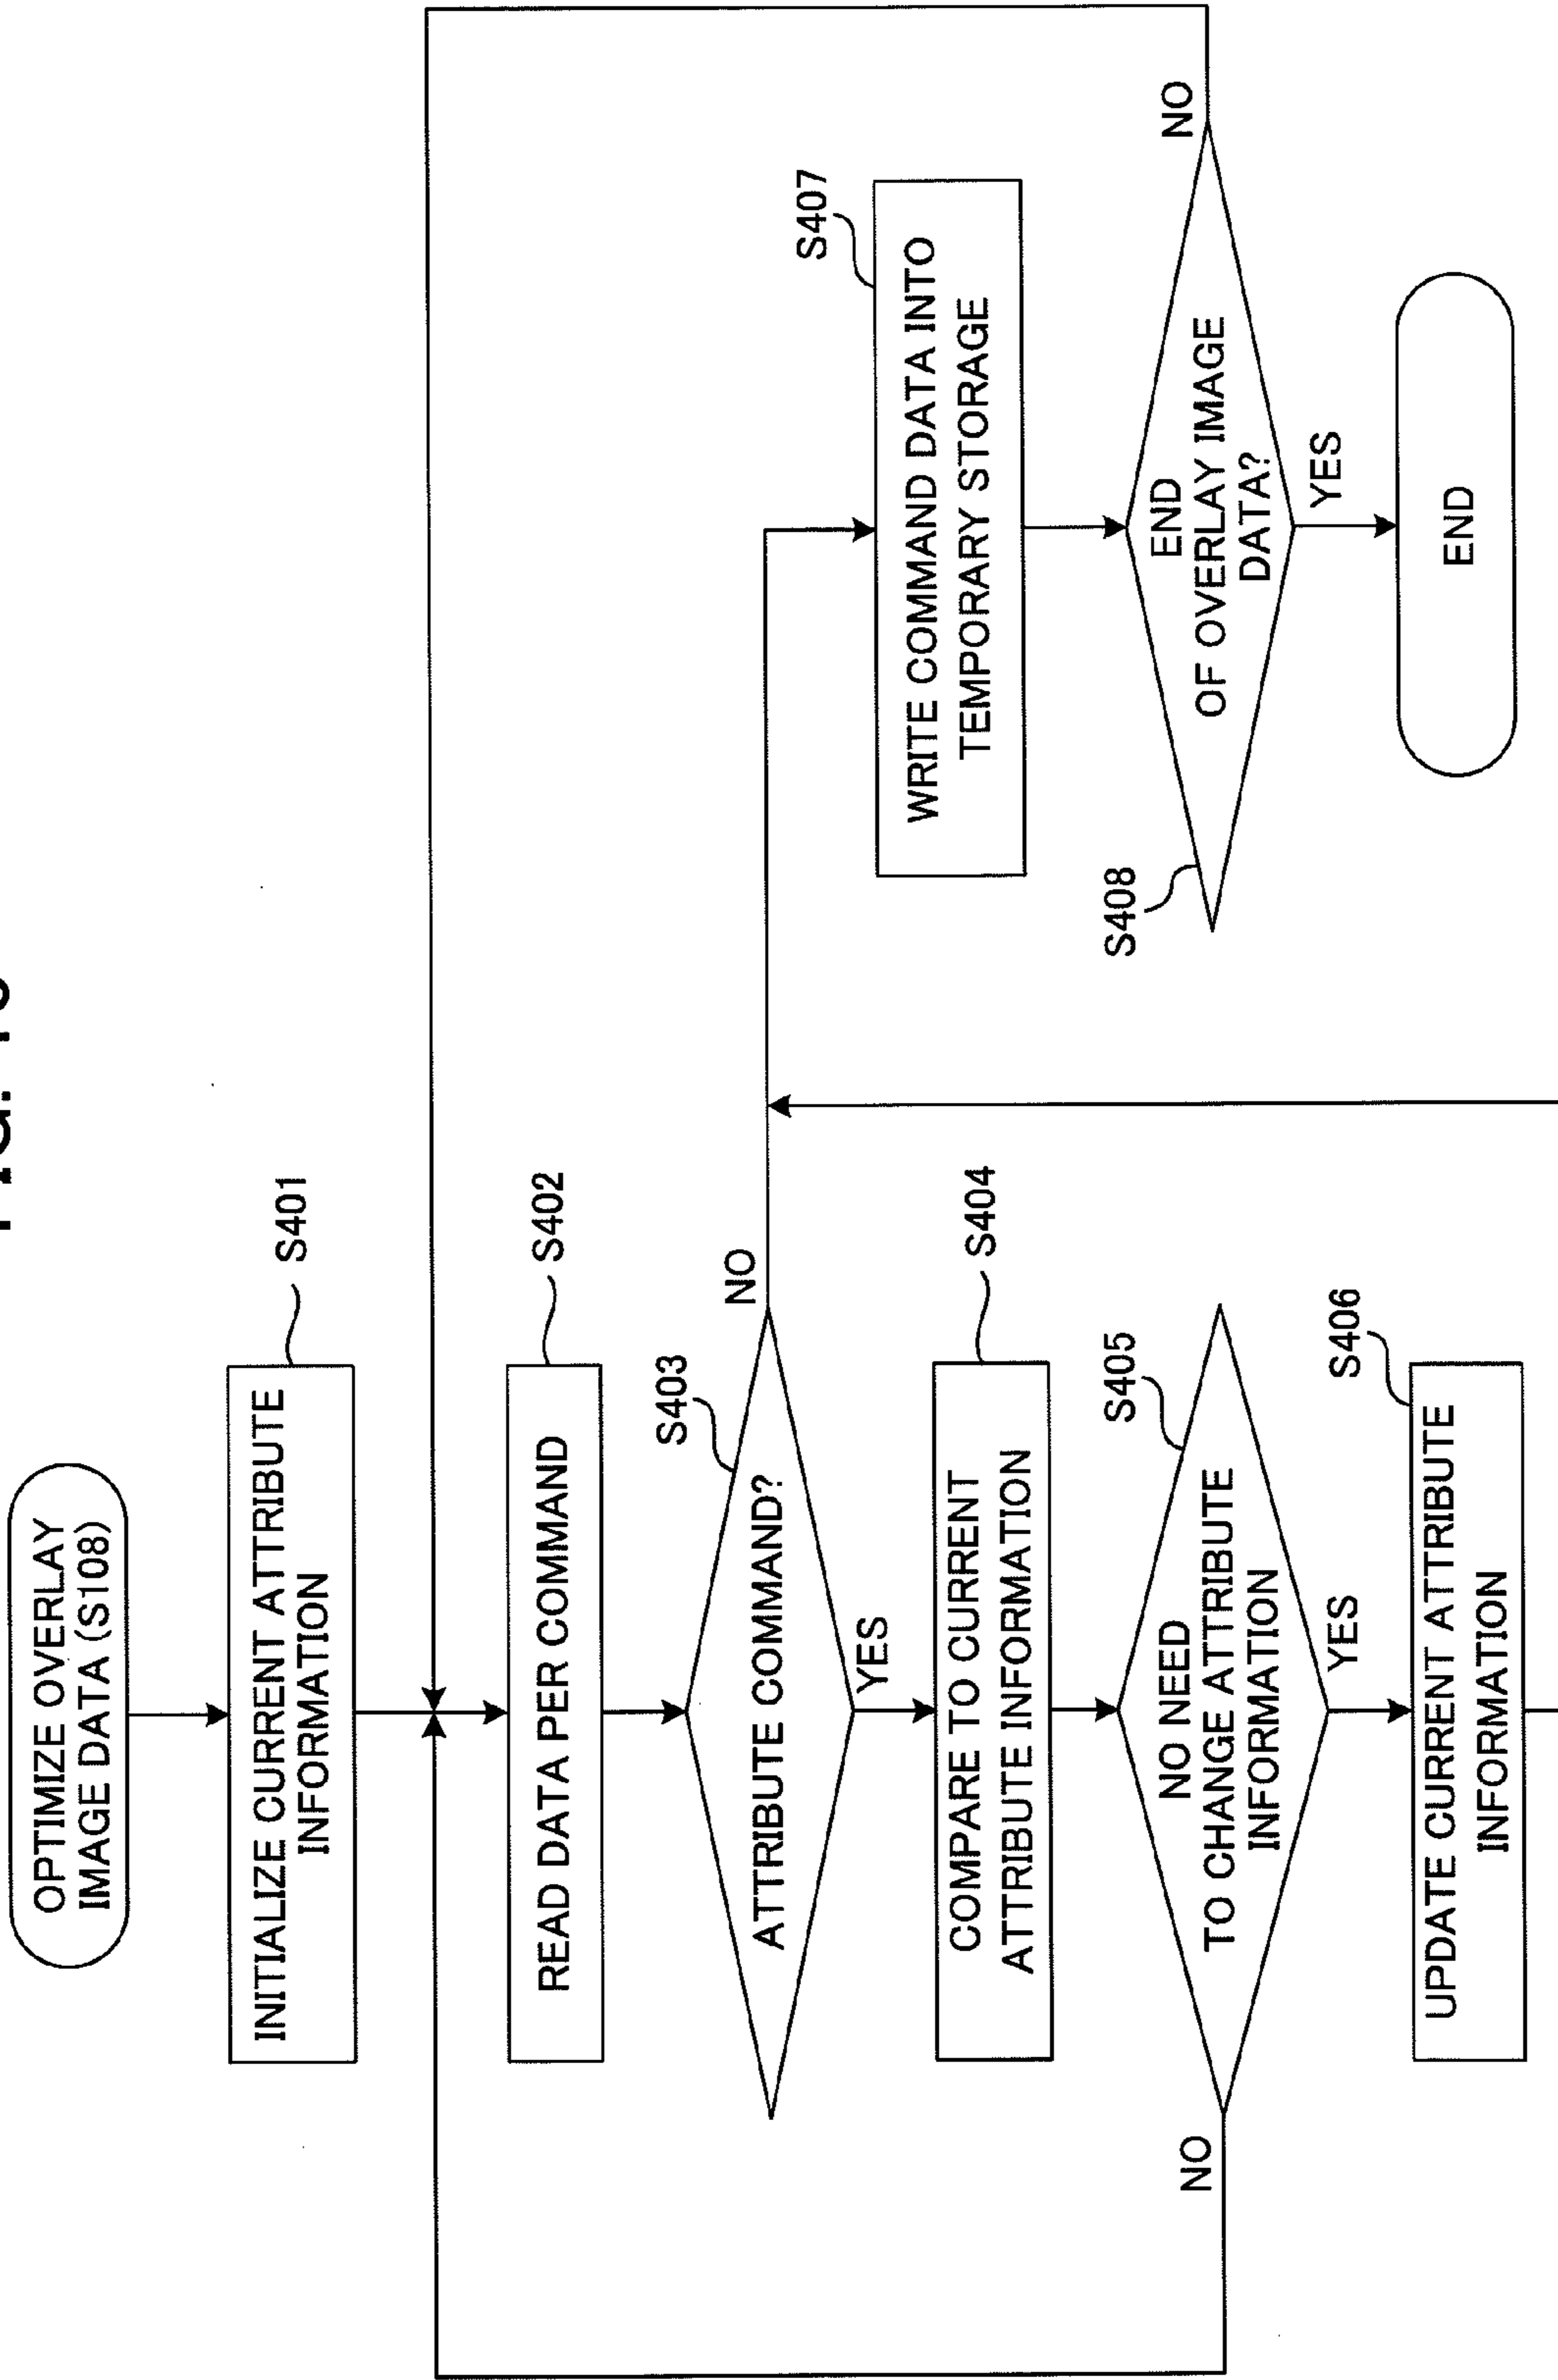 FIG.
OPTIMIZE OVERLAY
IMAGE DATA (S108)
INITIALIZE CURRENT ATTRIBUTE
INFORMATION
S401
READ DATA PER COMMAND
S402
S403
ATTRIBUTE COMMAND?
NO
YES
S404
COMPARE TO CURRENT
ATTRIBUTE INFORMATION
S405
NO NEED
TO CHANGE ATTRIBUTE
INFORMATION
NO
YES
S406
UPDATE CURRENT ATTRIBUTE
INFORMATION
S407
WRITE COMMAND DATA INTO
TEMPORARY STORAGE
S408
END
OF OVERLAY IMAGE
DATA?
NO
YES
END